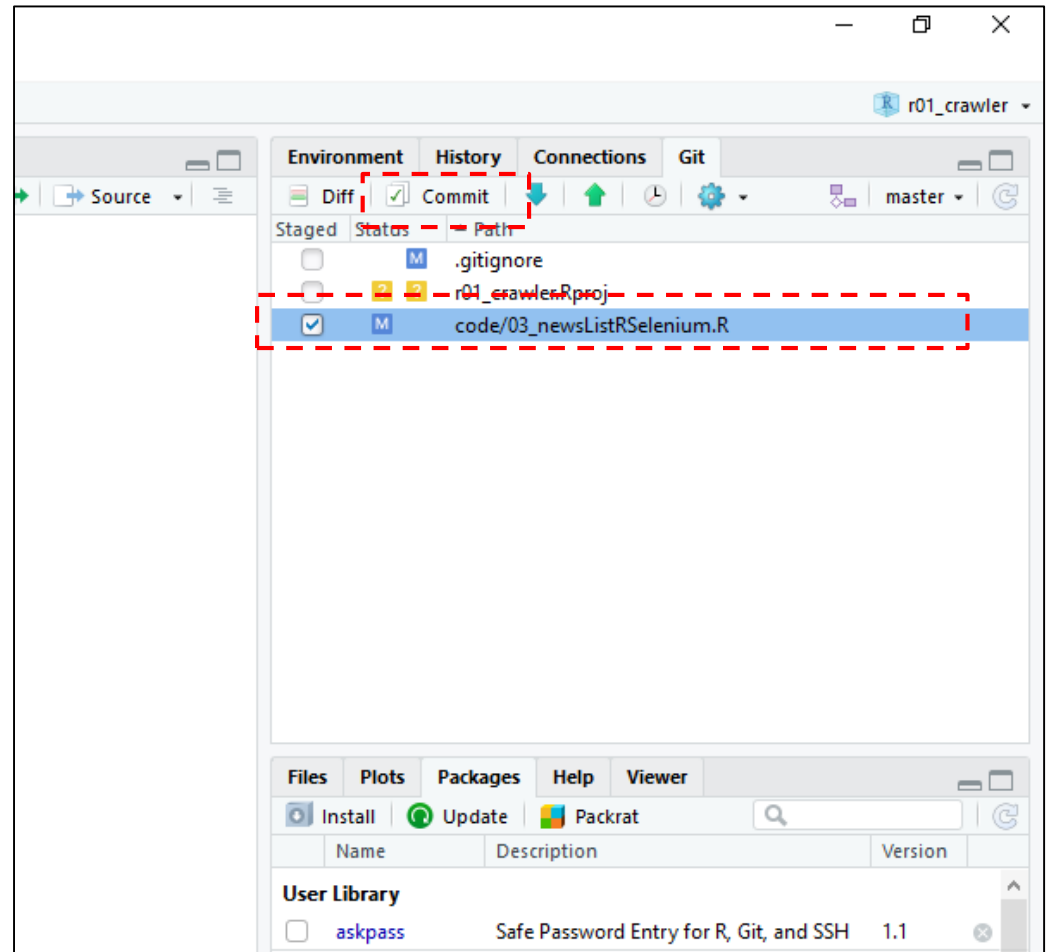 r01_crawler
Environment History Connections Git
Source Diff Commit master
Staged Status Path
M .gitignore
? ? r01_crawler.Rproj
M code/03_newsListRSelenium.R
Files Plots Packages Help Viewer
Install Update Packrat
Name Description Version
User Library
askpass Safe Password Entry for R, Git, and SSH 1.1